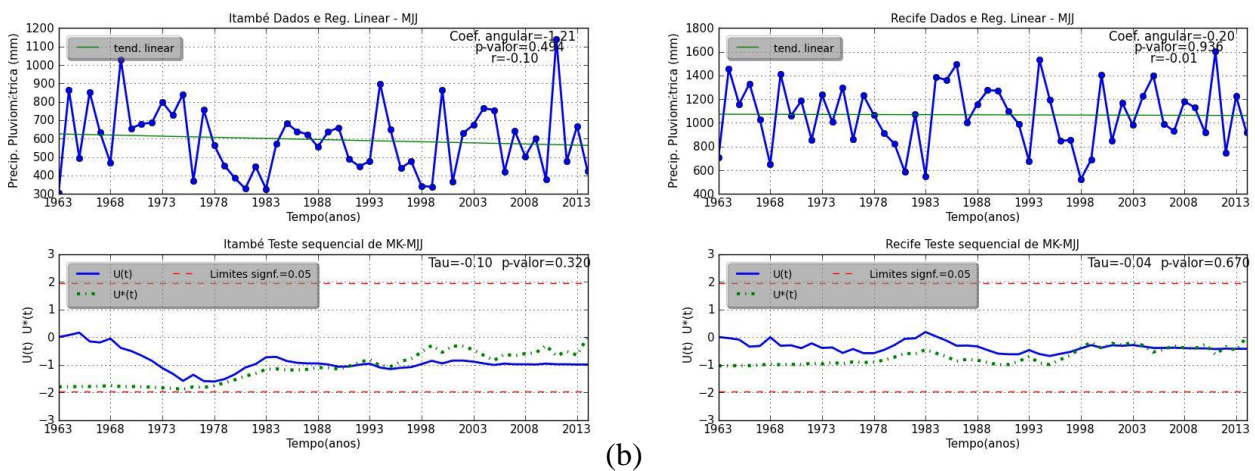 Itambé Dados e Reg. Linear - MJJ
Precip. Pluviométrica (mm)
1200
1100
1000
900
800
700
600
500
400
300
tend. linear
Coef. angular=-1.21
p-valor=0.494
r=-0.10
1963 1968 1973 1978 1983 1988 1993 1998 2003 2008 2013
Tempo(anos)
Recife Dados e Reg. Linear - MJJ
Precip. Pluviométrica (mm)
1800
1600
1400
1200
1000
800
600
400
tend. linear
Coef. angular=-0.20
p-valor=0.936
r=-0.01
1963 1968 1973 1978 1983 1988 1993 1998 2003 2008 2013
Tempo(anos)
Itambé Teste sequencial de MK-MJJ
U(t) U*(t)
3
2
1
0
−1
−2
−3
U(t)
Limites signf.=0.05
U*(t)
Tau=-0.10 p-valor=0.320
1963 1968 1973 1978 1983 1988 1993 1998 2003 2008 2013
Tempo(anos)
Recife Teste sequencial de MK-MJJ
U(t) U*(t)
3
2
1
0
−1
−2
−3
U(t)
Limites signf.=0.05
U*(t)
Tau=-0.04 p-valor=0.670
1963 1968 1973 1978 1983 1988 1993 1998 2003 2008 2013
Tempo(anos)
(b)